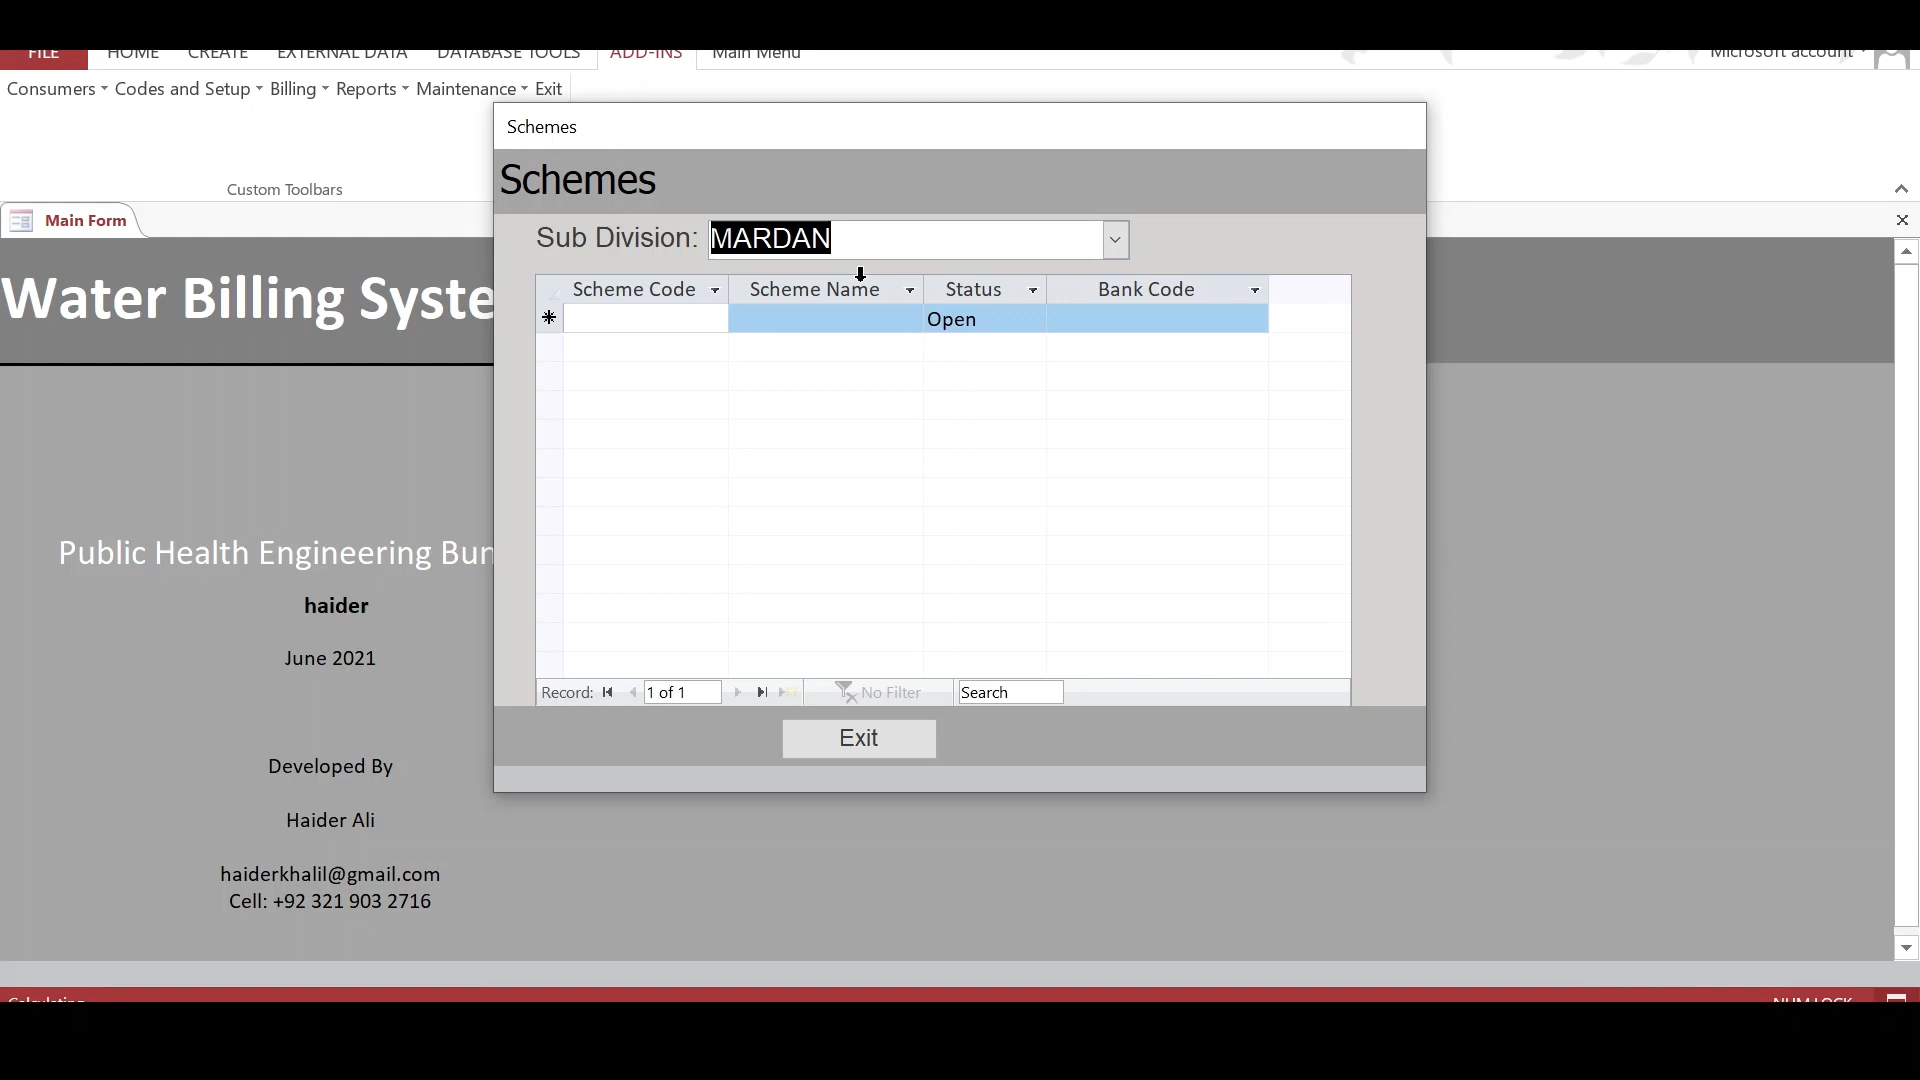 FILE HOME CREATE EXTERNAL DATA DATABASE TOOLS ADD-INS Main Menu Microsoft account
Consumers Codes and Setup Billing Reports Maintenance Exit
Custom Toolbars
Main Form
Water Billing Syste
Public Health Engineering Bun
haider
June 2021
Developed By
Haider Ali
haiderkhalil@gmail.com
Cell: +92 321 903 2716
Schemes
Schemes
Sub Division: MARDAN
Scheme Code Scheme Name Status Bank Code
Open
Record: 1 of 1 No Filter Search
Exit
Calculating
NUM LOCK